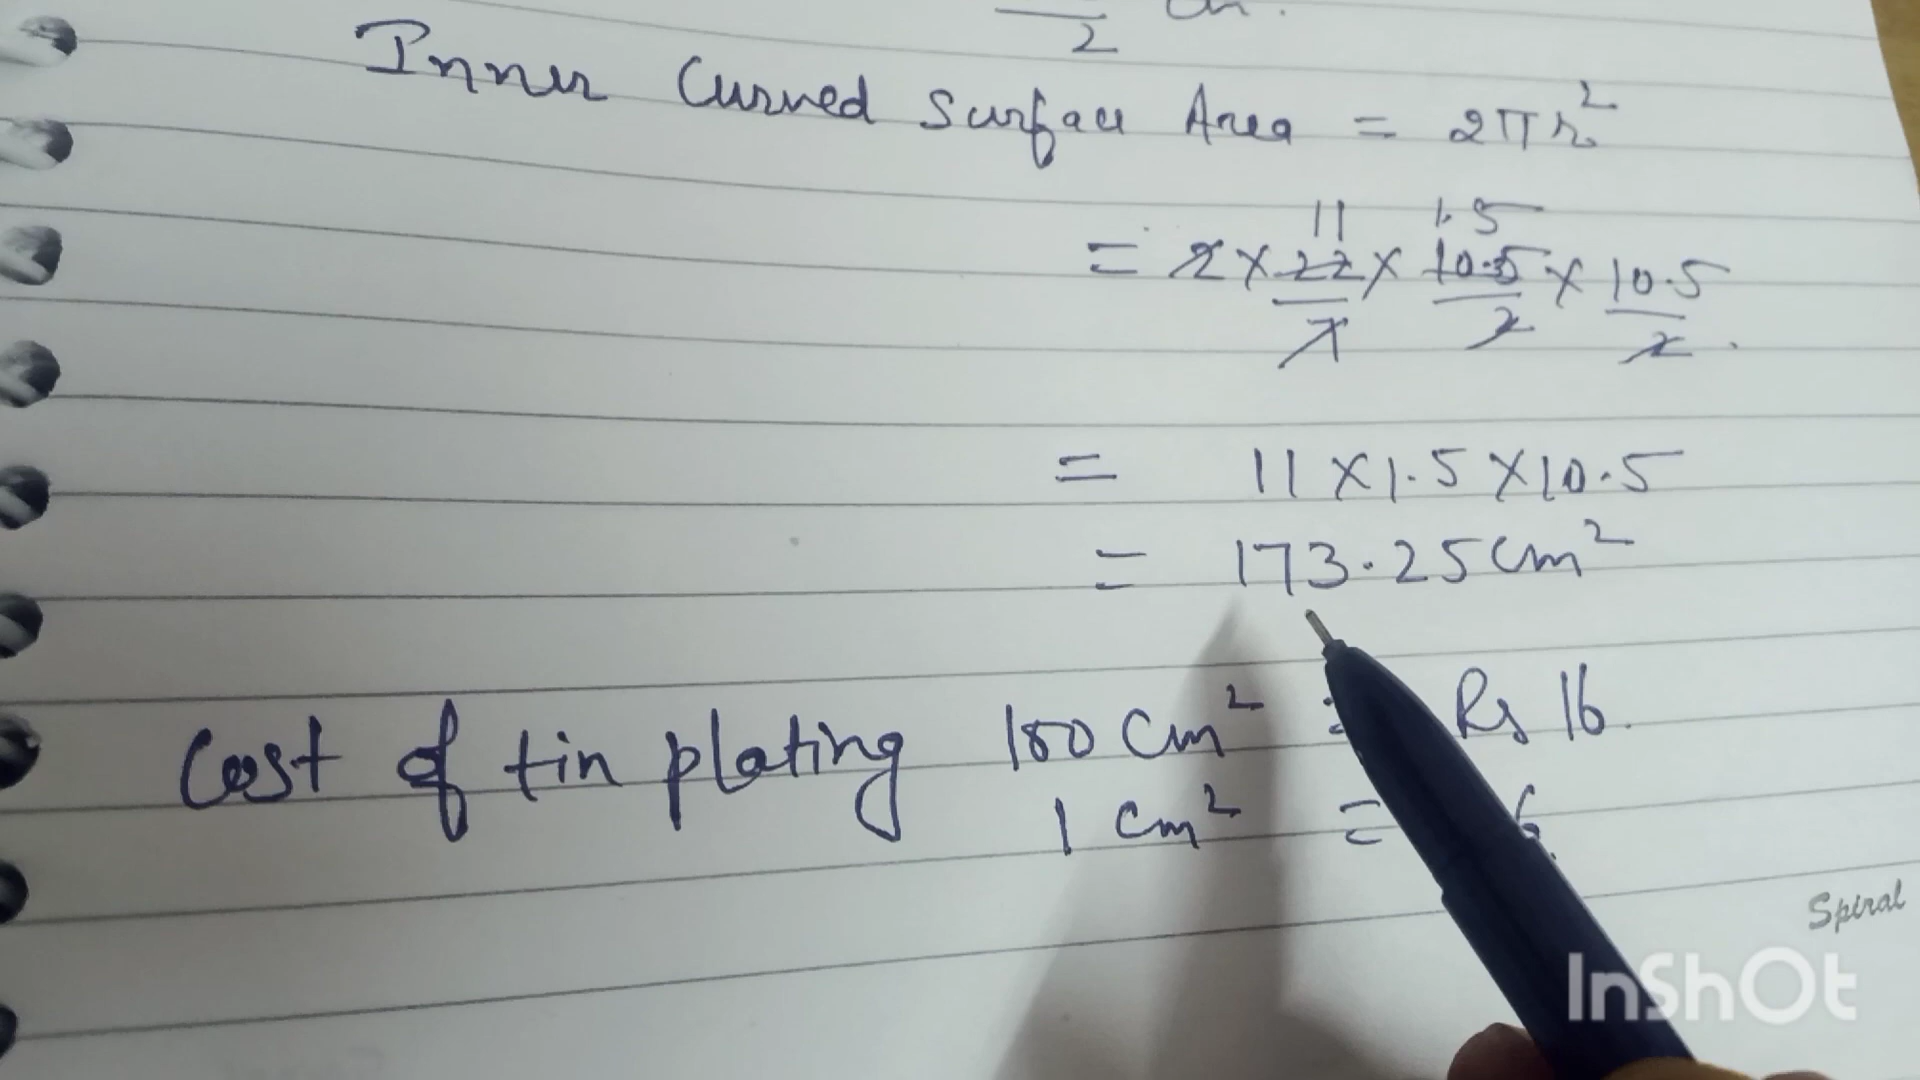 2 cm.
Inner Curved Surface Area = 2πr²
11 1.5
= 2 × 22/7 × 10.5/2 × 10.5/2.
= 11 × 1.5 × 10.5
= 173.25 cm²
Cost of tin plating 100 cm² = Rs 16.
1 cm² = 6
Spiral
InShOt